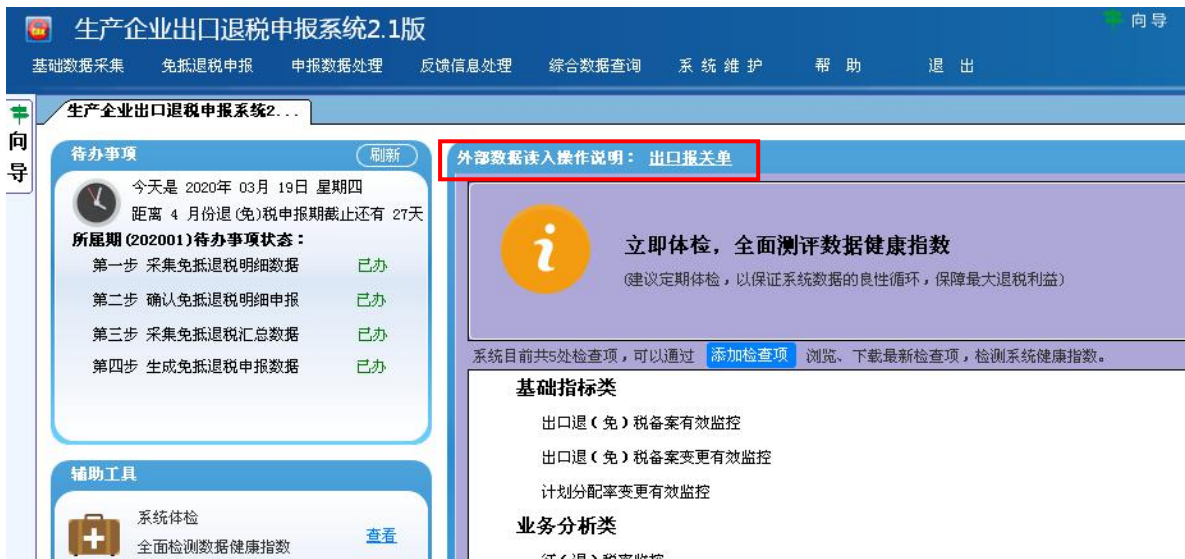 生产企业出口退税申报系统2.1版
向导
基础数据采集 免抵退税申报 申报数据处理 反馈信息处理 综合数据查询 系统维护 帮助 退出
向导
生产企业出口退税申报系统2...
待办事项 刷新
今天是 2020年 03月 19日 星期四
距离 4 月份退(免)税申报期截止还有 27天
所属期(202001)待办事项状态：
第一步 采集免抵退税明细数据 已办
第二步 确认免抵退税明细申报 已办
第三步 采集免抵退税汇总数据 已办
第四步 生成免抵退税申报数据 已办
辅助工具
系统体检
全面检测数据健康指数 查看
外部数据读入操作说明： 出口报关单
立即体检，全面测评数据健康指数
(建议定期体检，以保证系统数据的良性循环，保障最大退税利益)
系统目前共5处检查项，可以通过 添加检查项 浏览、下载最新检查项，检测系统健康指数。
基础指标类
出口退(免)税备案有效监控
出口退(免)税备案变更有效监控
计划分配率变更有效监控
业务分析类